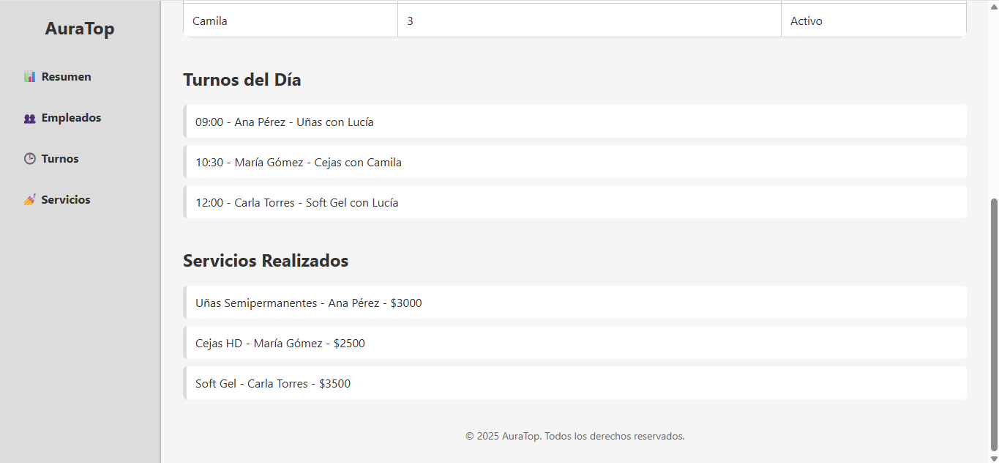 AuraTop
Resumen
Empleados
Turnos
Servicios
Camila 3 Activo
Turnos del Día
09:00 - Ana Pérez - Uñas con Lucía
10:30 - María Gómez - Cejas con Camila
12:00 - Carla Torres - Soft Gel con Lucía
Servicios Realizados
Uñas Semipermanentes - Ana Pérez - $3000
Cejas HD - María Gómez - $2500
Soft Gel - Carla Torres - $3500
© 2025 AuraTop. Todos los derechos reservados.